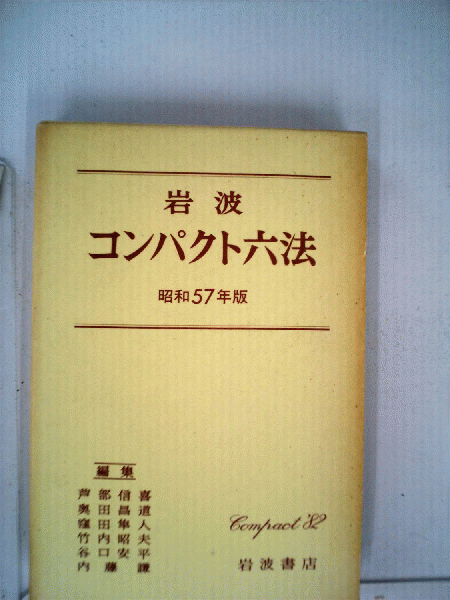 岩波
コンパクト六法
昭和57年版
編集
芦部信喜
奥田昌道
窪田隼人
竹内昭夫
谷口安平
内藤謙
Compact '82
岩波書店